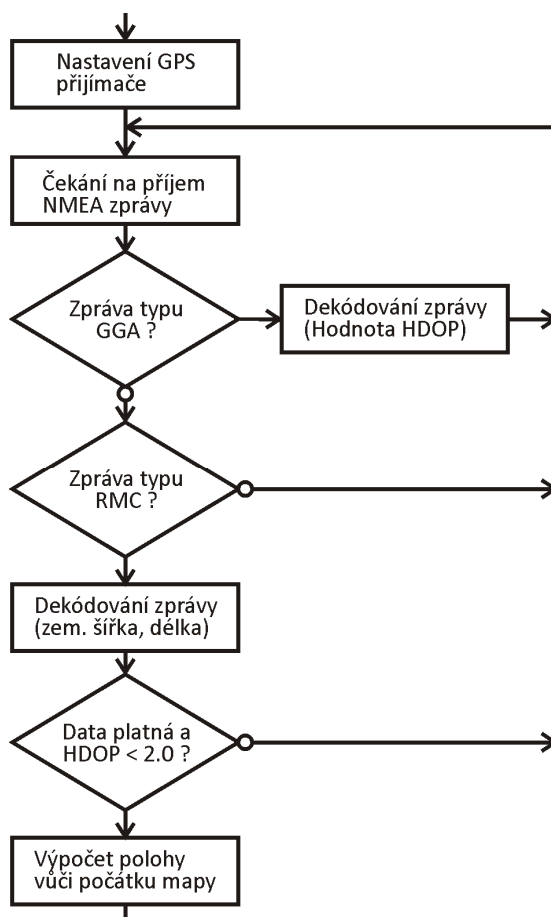 Nastavení GPS
přijímače
Čekání na příjem
NMEA zprávy
Zpráva typu
GGA ?
Dekódování zprávy
(Hodnota HDOP)
Zpráva typu
RMC ?
Dekódování zprávy
(zem. šířka, délka)
Data platná a
HDOP < 2.0 ?
Výpočet polohy
vůči počátku mapy